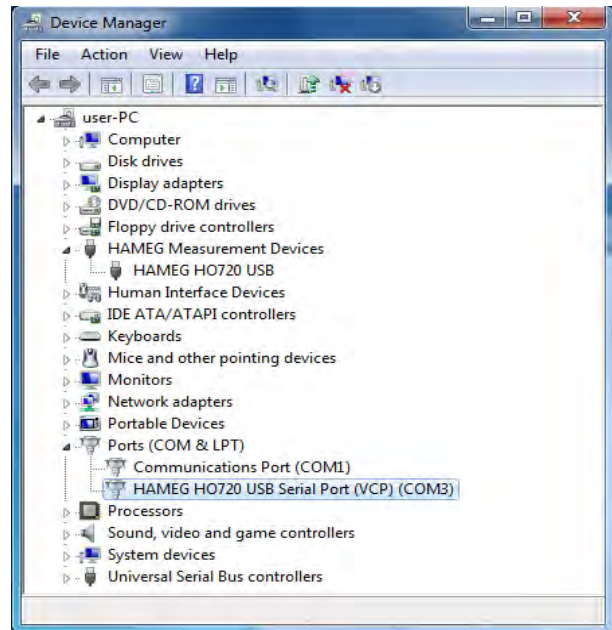 Device Manager
File Action View Help
user-PC
Computer
Disk drives
Display adapters
DVD/CD-ROM drives
Floppy drive controllers
HAMEG Measurement Devices
HAMEG HO720 USB
Human Interface Devices
IDE ATA/ATAPI controllers
Keyboards
Mice and other pointing devices
Monitors
Network adapters
Portable Devices
Ports (COM & LPT)
Communications Port (COM1)
HAMEG HO720 USB Serial Port (VCP) (COM3)
Processors
Sound, video and game controllers
System devices
Universal Serial Bus controllers